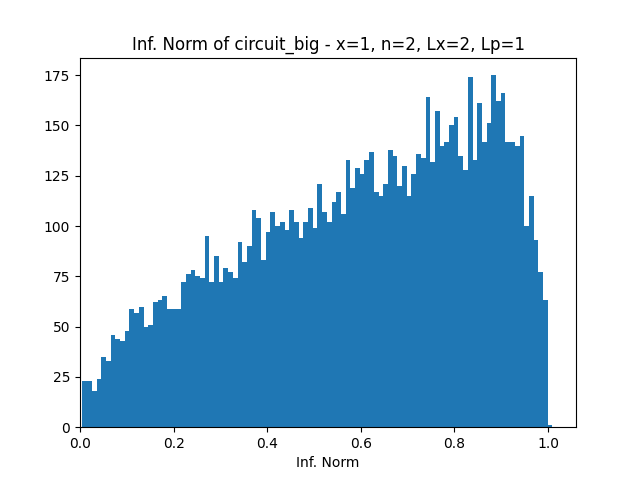 Inf. Norm of circuit_big - x=1, n=2, Lx=2, Lp=1
175
150
125
100
75
50
25
0
0.0 0.2 0.4 0.6 0.8 1.0
Inf. Norm